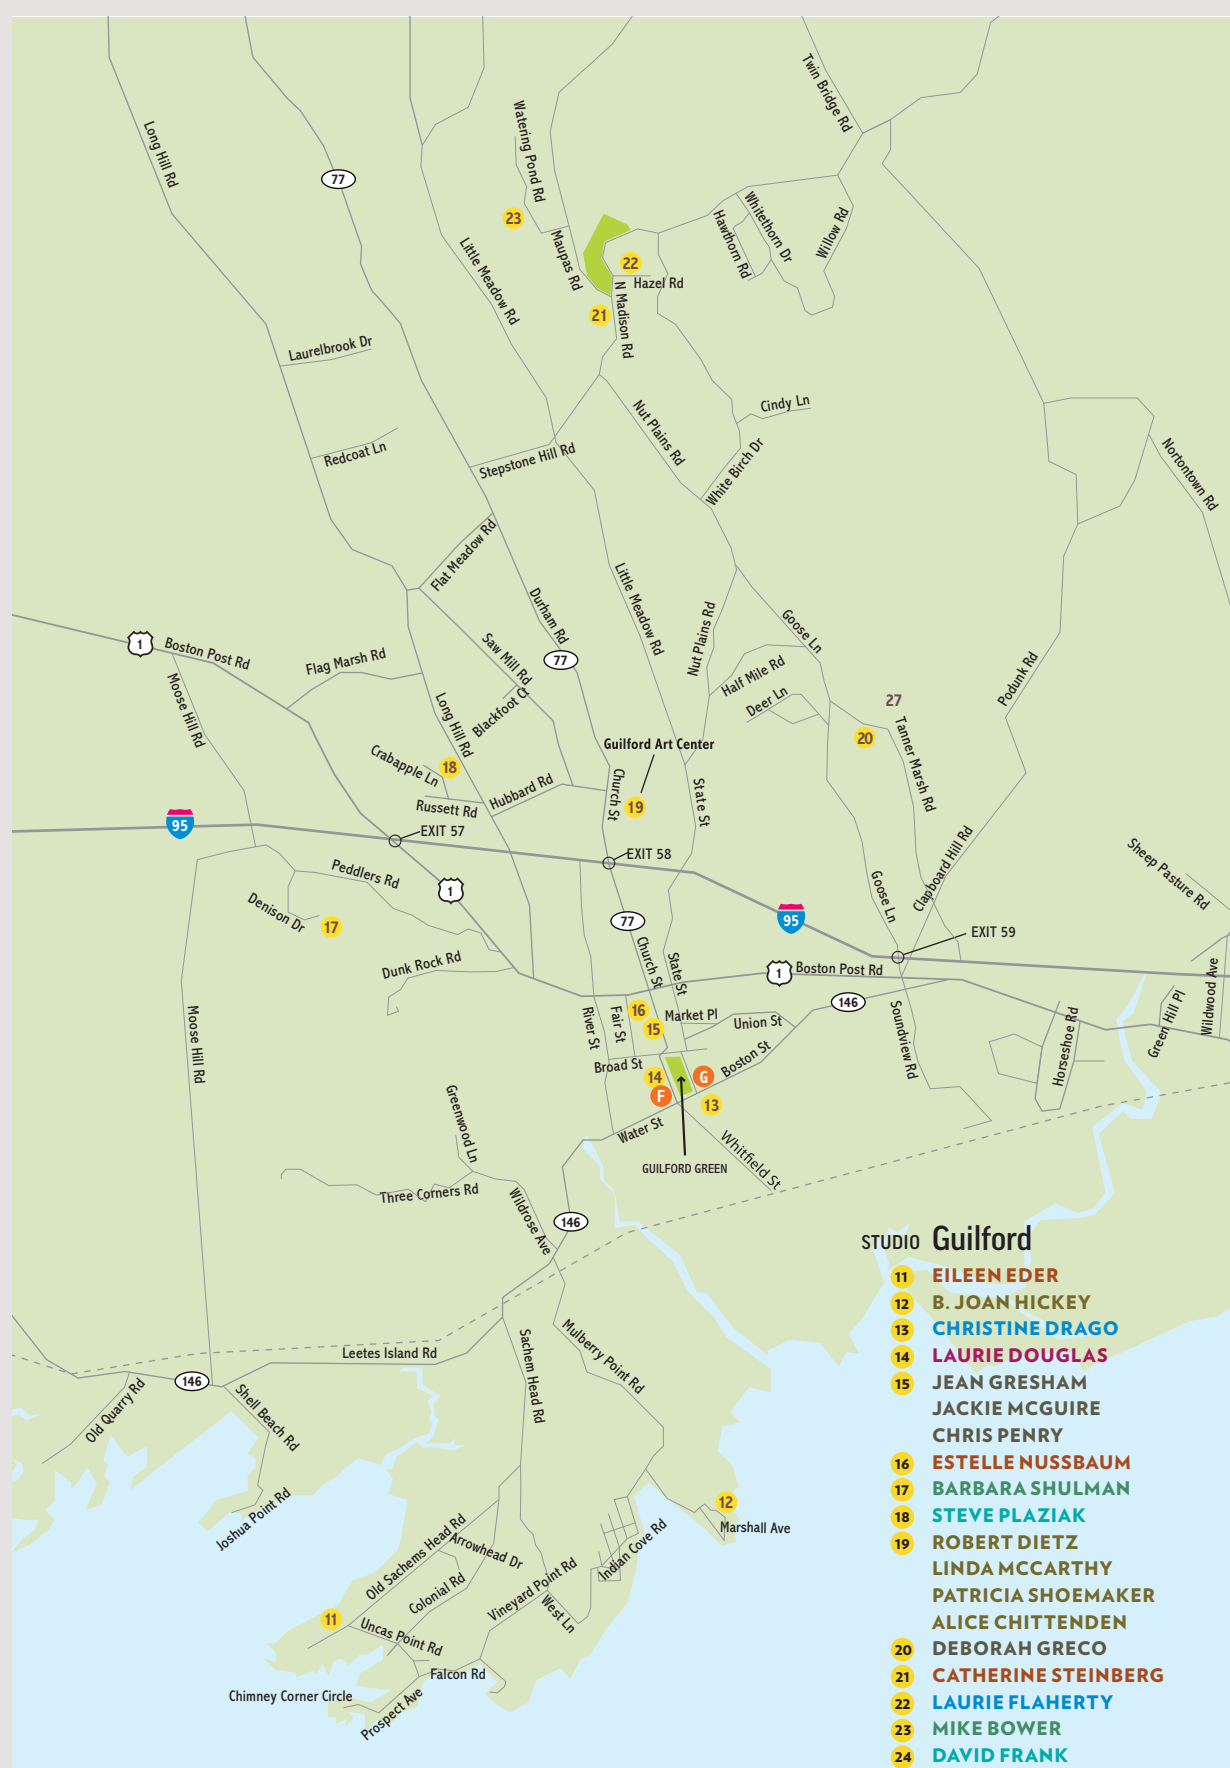 Twin Bridge Rd
Long Hill Rd
Watering Pond Rd
77
23
Whitethorn Dr
Hawthorn Rd
Willow Rd
Maupas Rd
Little Meadow Rd
22
Hazel Rd
N Madison Rd
21
Laurelbrook Dr
Cindy Ln
Nut Plains Rd
Redcoat Ln
Stepstone Hill Rd
White Birch Dr
Nortontown Rd
Flat Meadow Rd
Little Meadow Rd
Durham Rd
Nut Plains Rd
Goose Ln
1
Boston Post Rd
Flag Marsh Rd
Saw Mill Rd
77
Half Mile Rd
Podunk Rd
Moose Hill Rd
Blackfoot Ct
Deer Ln
27
Long Hill Rd
Guilford Art Center
20
Tanner Marsh Rd
Crabapple Ln
18
Church St
State St
19
Russett Rd
Hubbard Rd
95
EXIT 57
EXIT 58
Clapboard Hill Rd
Sheep Pasture Rd
Peddlers Rd
1
Goose Ln
Denison Dr
17
77
95
EXIT 59
Church St
State St
Dunk Rock Rd
1
Boston Post Rd
146
Wildwood Ave
Green Hill Pl
Moose Hill Rd
River St
Fair St
16
15
Market Pl
Union St
Soundview Rd
Horseshoe Rd
Broad St
Boston St
14
G
F
13
Greenwood Ln
Water St
Whitfield St
GUILFORD GREEN
Three Corners Rd
Wildrose Ave
146
Leetes Island Rd
Sachem Head Rd
Mulberry Point Rd
146
Old Quarry Rd
Shell Beach Rd
Joshua Point Rd
12
Marshall Ave
Old Sachems Head Rd
Arrowhead Dr
Indian Cove Rd
Colonial Rd
Vineyard Point Rd
West Ln
11
Uncas Point Rd
Falcon Rd
Chimney Corner Circle
Prospect Ave
STUDIO Guilford
11 EILEEN EDER
12 B. JOAN HICKEY
13 CHRISTINE DRAGO
14 LAURIE DOUGLAS
15 JEAN GRESHAM
JACKIE MCGUIRE
CHRIS PENRY
16 ESTELLE NUSSBAUM
17 BARBARA SHULMAN
18 STEVE PLAZIAK
19 ROBERT DIETZ
LINDA MCCARTHY
PATRICIA SHOEMAKER
ALICE CHITTENDEN
20 DEBORAH GRECO
21 CATHERINE STEINBERG
22 LAURIE FLAHERTY
23 MIKE BOWER
24 DAVID FRANK